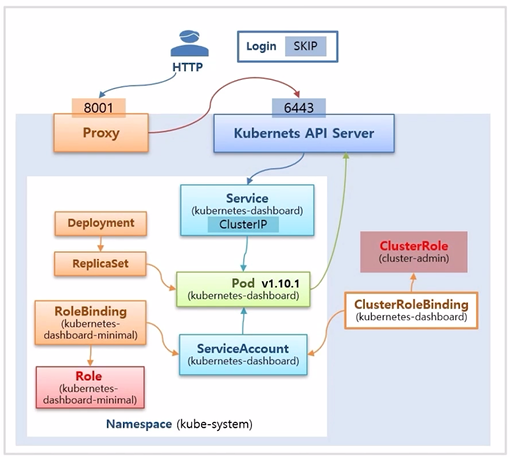 Login SKIP
HTTP
8001
Proxy
6443
Kubernets API Server
Service
(kubernetes-dashboard)
ClusterIP
Deployment
ReplicaSet
Pod v1.10.1
(kubernetes-dashboard)
ClusterRole
(cluster-admin)
RoleBinding
(kubernetes-
dashboard-minimal)
ClusterRoleBinding
(kubernetes-dashboard)
ServiceAccount
(kubernetes-dashboard)
Role
(kubernetes-
dashboard-minimal)
Namespace (kube-system)